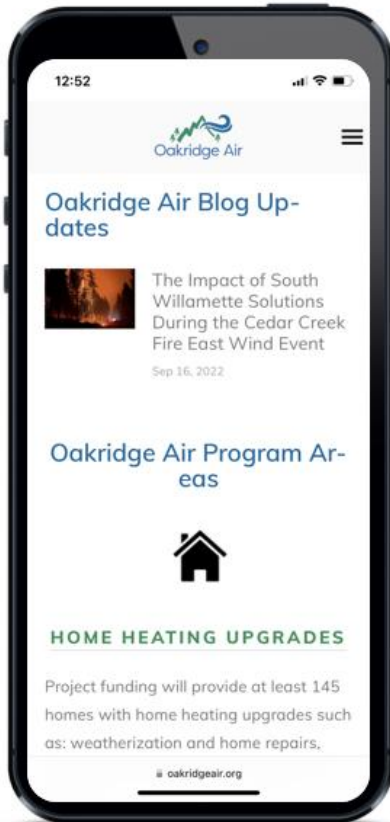 12:52
Oakridge Air
Oakridge Air Blog Up-
dates
The Impact of South
Willamette Solutions
During the Cedar Creek
Fire East Wind Event
Sep 16, 2022
Oakridge Air Program Ar-
eas
HOME HEATING UPGRADES
Project funding will provide at least 145
homes with home heating upgrades such
as: weatherization and home repairs,
oakridgeair.org